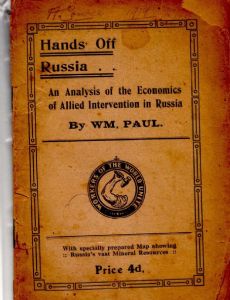 Hands Off
Russia . .
An Analysis of the Economics
of Allied Intervention in Russia
By WM. PAUL.
WORKERS OF THE WORLD UNITE
With specially prepared Map showing
:: Russia's vast Mineral Resources ::
Price 4d.